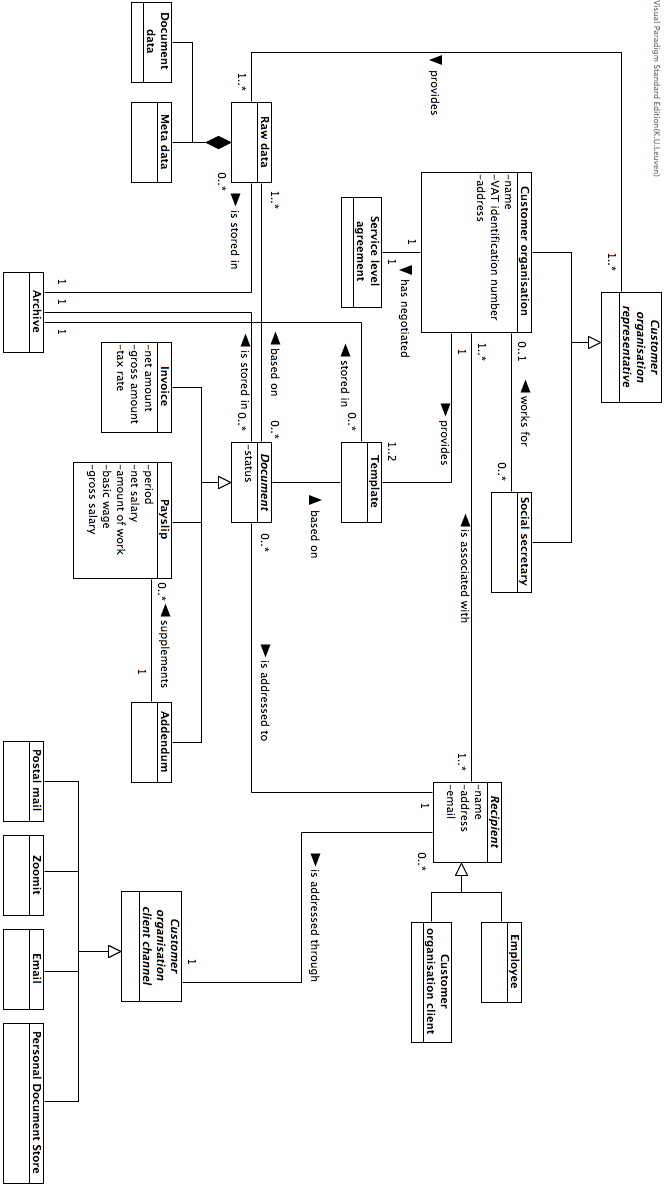 Visual Paradigm Standard Edition(K.U.Leuven)
Customer
organisation
representative
1..*
Customer organisation
-name
-VAT identification number
-address
0..1
works for
0..*
Social secretary
1..*
is associated with
1..*
1
provides
1..2
provides
1..*
1
has negotiated
1
Service level
agreement
Recipient
-name
-address
-email
1
0..*
Employee
Customer
organisation client
Template
0..*
stored in
based on
Raw data
1..*
0..*
is stored in
based on
0..*
is stored in
0..*
Document
-status
0..*
is addressed to
is addressed through
1
Document
data
Meta data
Invoice
-net amount
-gross amount
-tax rate
Payslip
-period
-net salary
-amount of work
-basic wage
-gross salary
0..*
supplements
1
Addendum
Customer
organisation
client channel
1
1
1
Archive
Postal mail
Zoomit
Email
Personal Document Store